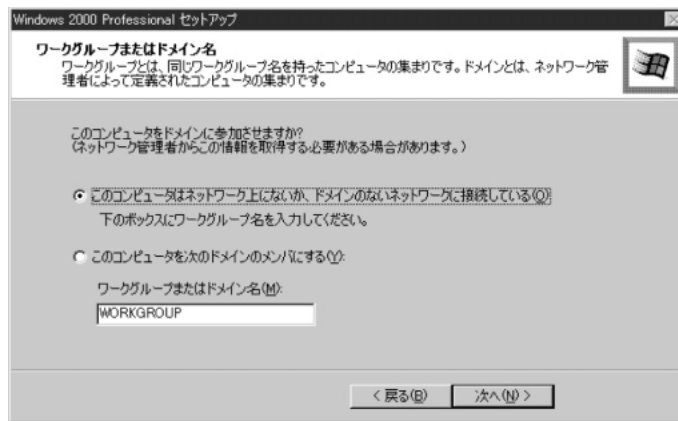 Windows 2000 Professional セットアップ
ワークグループまたはドメイン名
ワークグループとは、同じワークグループ名を持ったコンピュータの集まりです。ドメインとは、ネットワーク管
理者によって定義されたコンピュータの集まりです。
このコンピュータをドメインに参加させますか?
(ネットワーク管理者からこの情報を取得する必要がある場合があります。)
このコンピュータはネットワーク上にないか、ドメインのないネットワークに接続している(O):
下のボックスにワークグループ名を入力してください。
このコンピュータを次のドメインのメンバにする(Y):
ワークグループまたはドメイン名(M):
WORKGROUP
< 戻る(B) 次へ(N) >